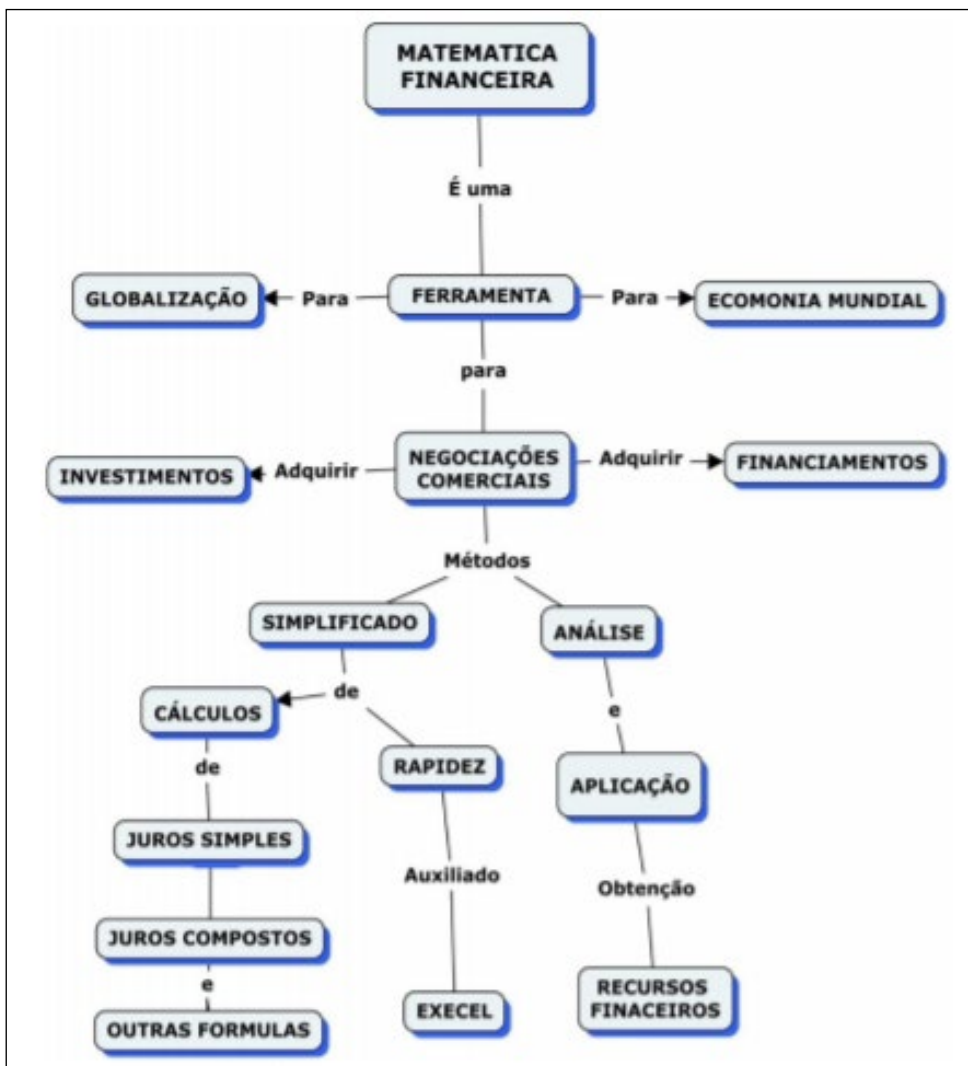 MATEMATICA
FINANCEIRA
É uma
GLOBALIZAÇÃO
Para
FERRAMENTA
Para
ECOMONIA MUNDIAL
para
INVESTIMENTOS
Adquirir
NEGOCIAÇÕES
COMERCIAIS
Adquirir
FINANCIAMENTOS
Métodos
SIMPLIFICADO
ANÁLISE
de
CÁLCULOS
e
de
RAPIDEZ
APLICAÇÃO
JUROS SIMPLES
Auxiliado
Obtenção
JUROS COMPOSTOS
e
EXECEL
RECURSOS
FINACEIROS
OUTRAS FORMULAS